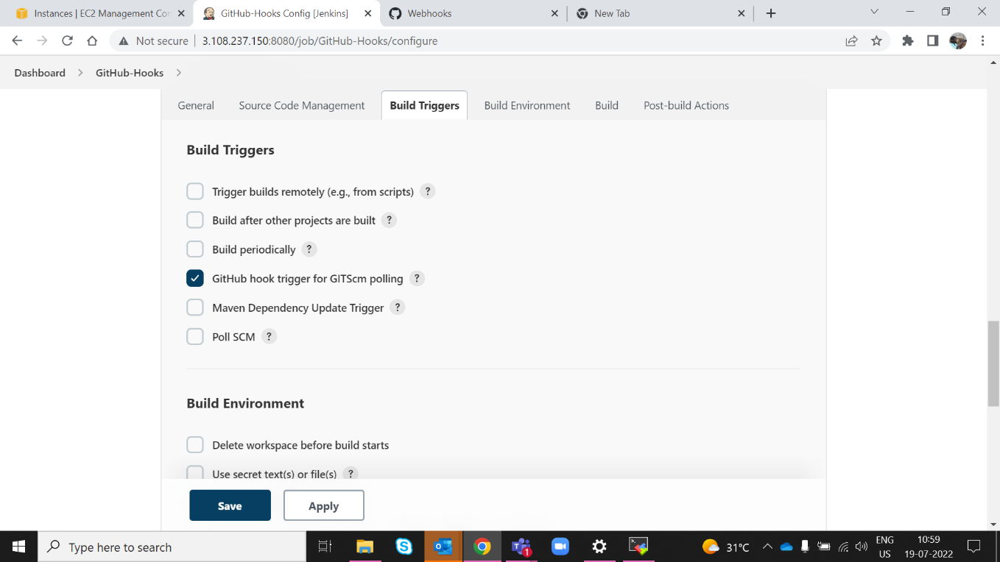 Instances | EC2 Management Con
GitHub-Hooks Config [Jenkins]
Webhooks
New Tab
Not secure
3.108.237.150:8080/job/GitHub-Hooks/configure
Dashboard
GitHub-Hooks
General
Source Code Management
Build Triggers
Build Environment
Build
Post-build Actions
Build Triggers
Trigger builds remotely (e.g., from scripts) ?
Build after other projects are built ?
Build periodically ?
GitHub hook trigger for GITScm polling ?
Maven Dependency Update Trigger ?
Poll SCM ?
Build Environment
Delete workspace before build starts
Use secret text(s) or file(s) ?
Save
Apply
Type here to search
1
31°C
ENG
US
10:59
19-07-2022